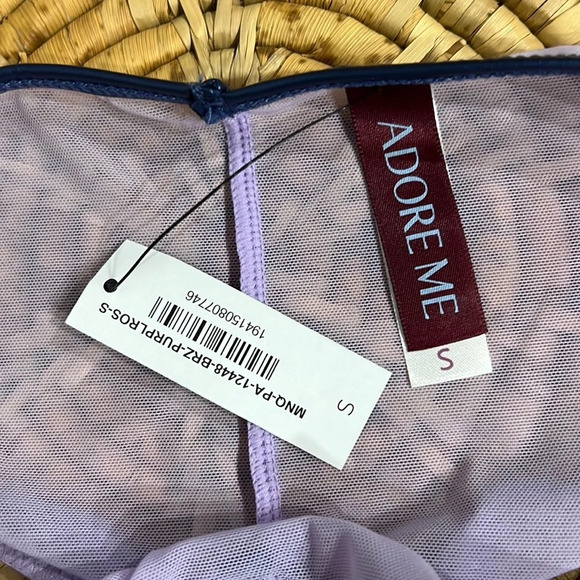 ADORE ME
S
194150807746
MNQ-PA-12448-BRZ-PURPLROS-S
S